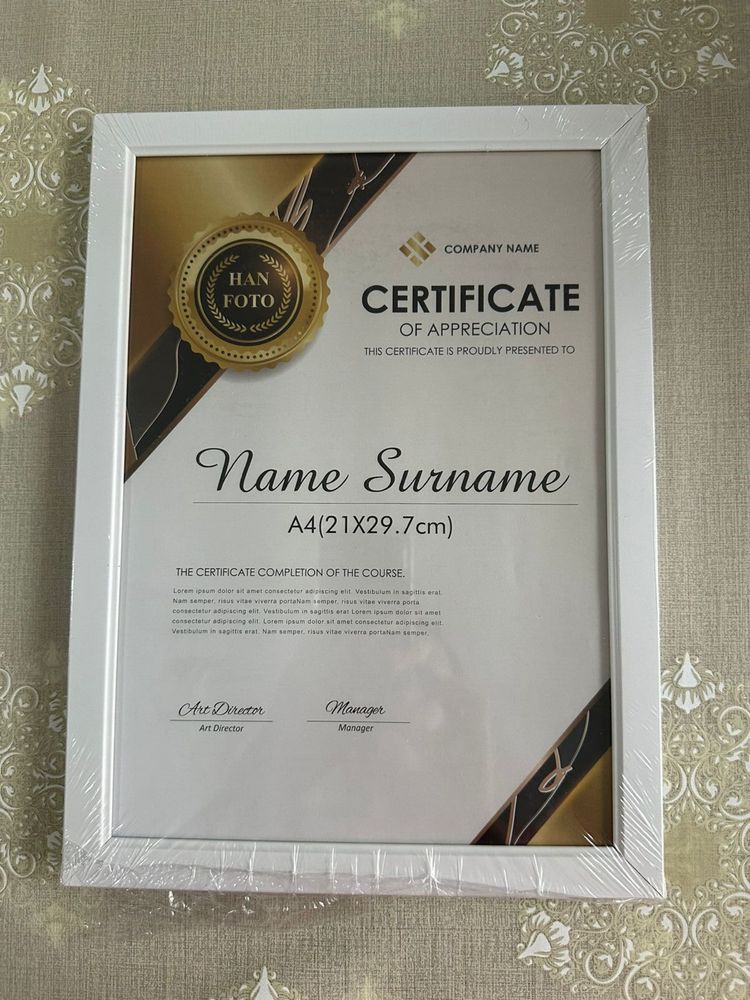 HAN
FOTO
COMPANY NAME
CERTIFICATE
OF APPRECIATION
THIS CERTIFICATE IS PROUDLY PRESENTED TO
Name Surname
A4(21X29.7cm)
THE CERTIFICATE COMPLETION OF THE COURSE.
Lorem ipsum dolor sit amet consectetur adipiscing elit. Vestibulum in sagittis erat.
Nam semper, risus vitae viverra portaNam semper, risus vitae viverra porta
consectetur adipiscing elit. Vestibulum in sagittis erat Lorem ipsum dolor sit amet
consectetur adipiscing elit. Lorem ipsum dolor sit amet consectetur adipiscing elit.
Vestibulum in sagittis erat. Nam semper, risus vitae viverra portaNam semper,
Art Director
Art Director
Manager
Manager